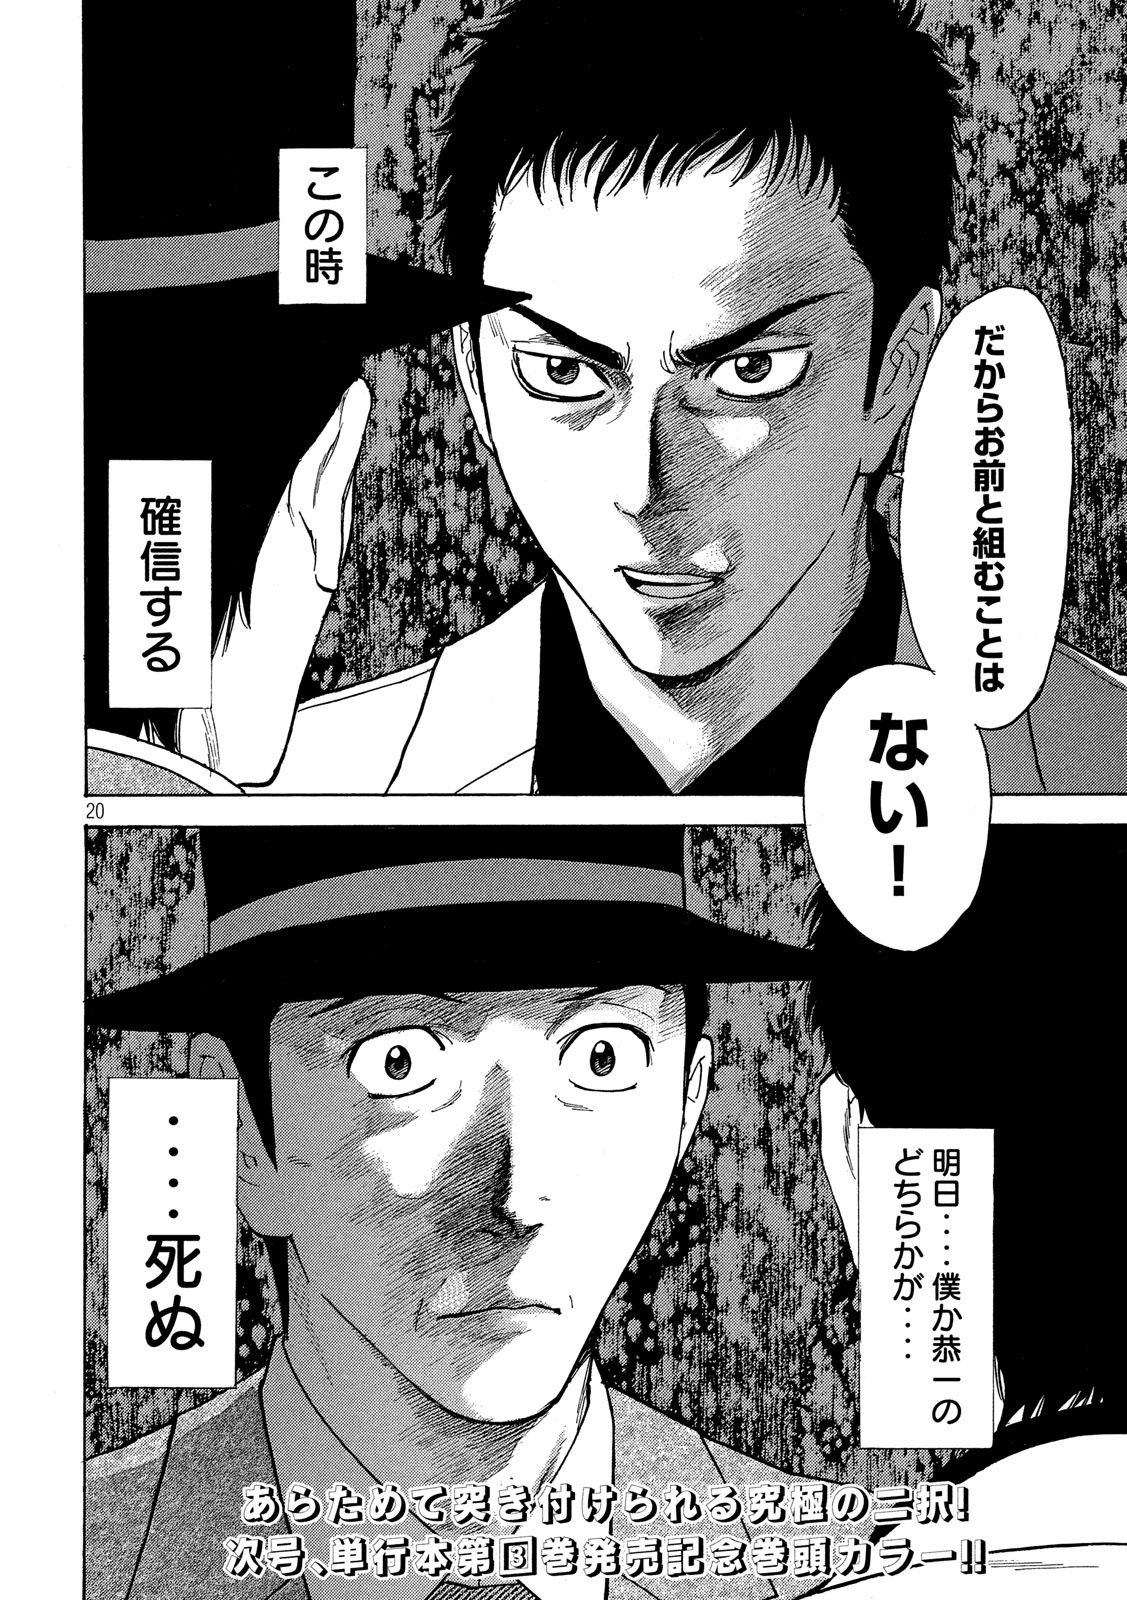 だからお前と組むことは
ない!
この時
確信する
20
明日‥‥僕か恭一の
どちらかが‥‥
‥‥死ぬ
あらためて突き付けられる究極の二択!
次号、単行本第3巻発売記念巻頭カラー!!